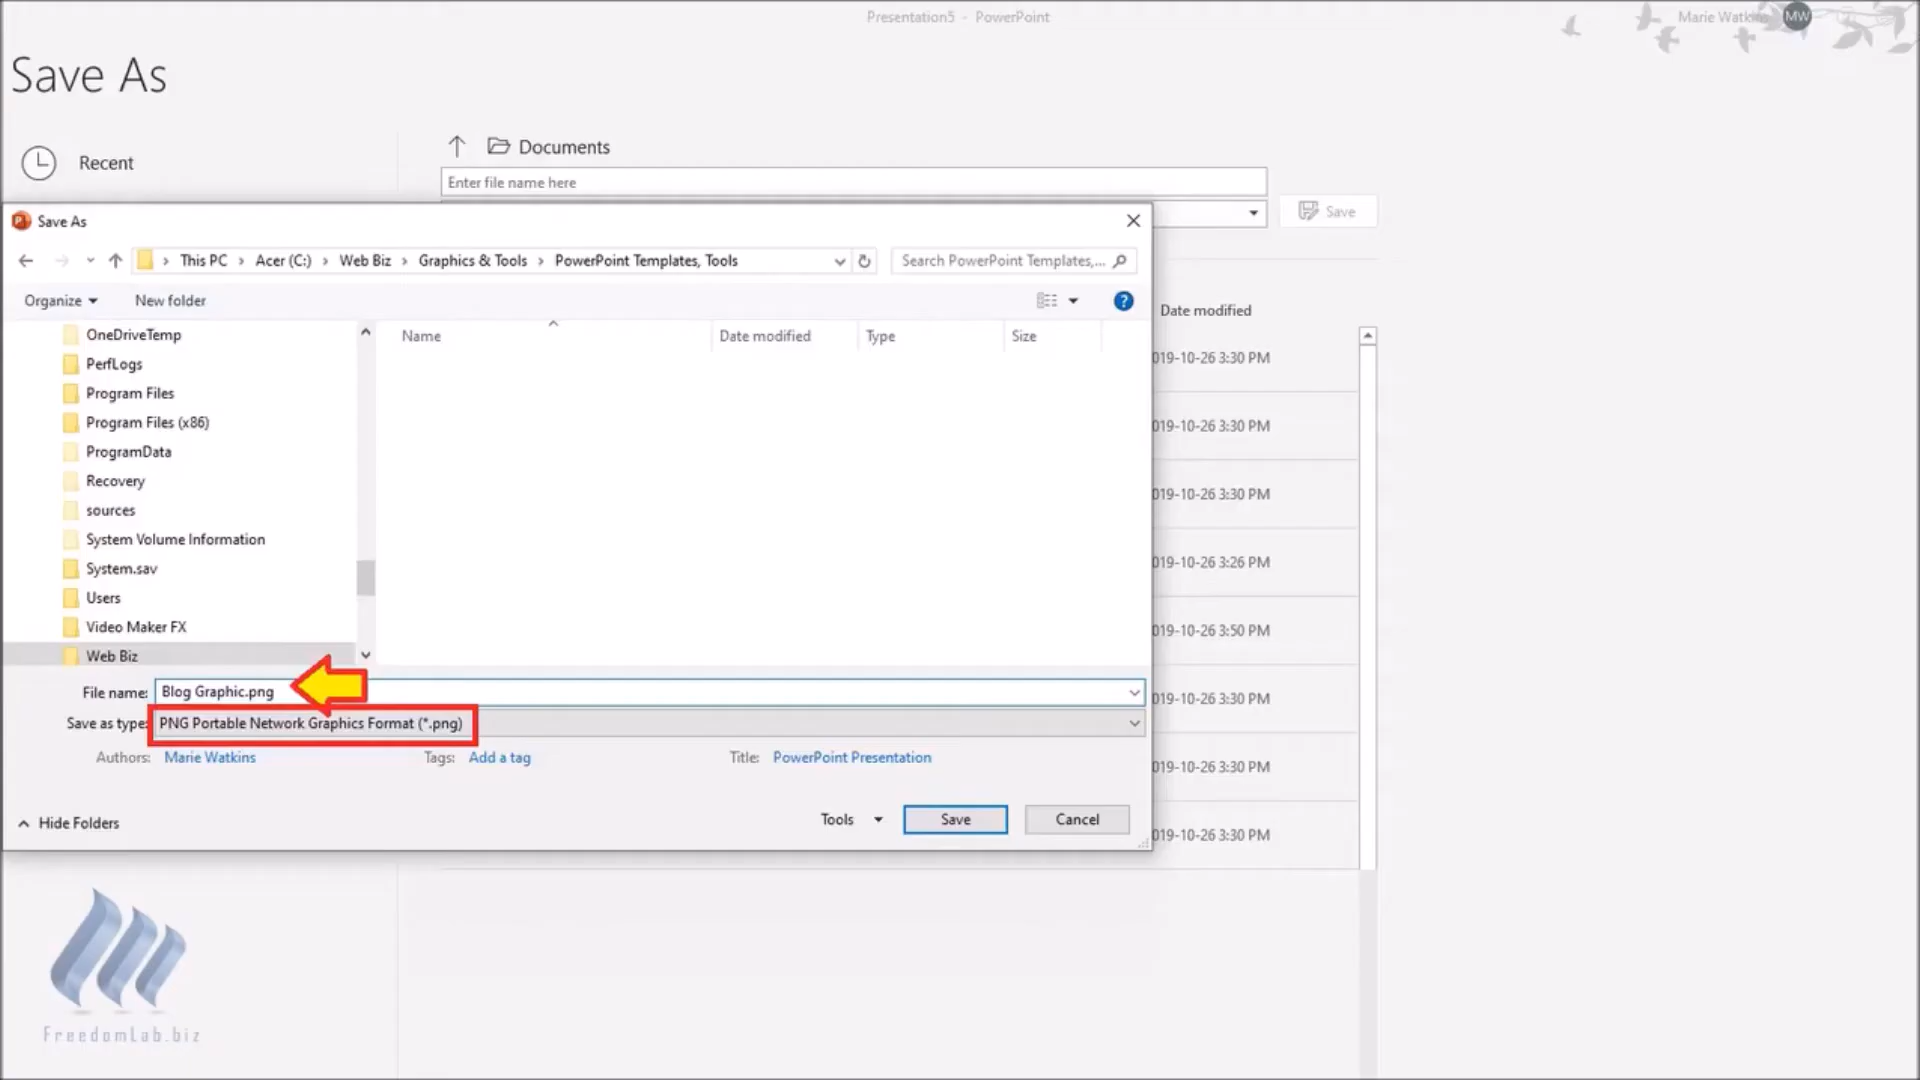 Presentation5 - PowerPoint
Marie Watkins MW
Save As
Recent
Documents
Enter file name here
Save
Save As
This PC > Acer (C:) > Web Biz > Graphics & Tools > PowerPoint Templates, Tools
Search PowerPoint Templates,...
Organize
New folder
?
Name
Date modified
Type
Size
OneDriveTemp
PerfLogs
Program Files
Program Files (x86)
ProgramData
Recovery
sources
System Volume Information
System.sav
Users
Video Maker FX
Web Biz
File name: Blog Graphic.png
Save as type: PNG Portable Network Graphics Format (*.png)
Authors: Marie Watkins
Tags: Add a tag
Title: PowerPoint Presentation
Hide Folders
Tools
Save
Cancel
Date modified
019-10-26 3:30 PM
019-10-26 3:30 PM
019-10-26 3:30 PM
019-10-26 3:26 PM
019-10-26 3:50 PM
019-10-26 3:30 PM
019-10-26 3:30 PM
019-10-26 3:30 PM
FreedomLab.biz